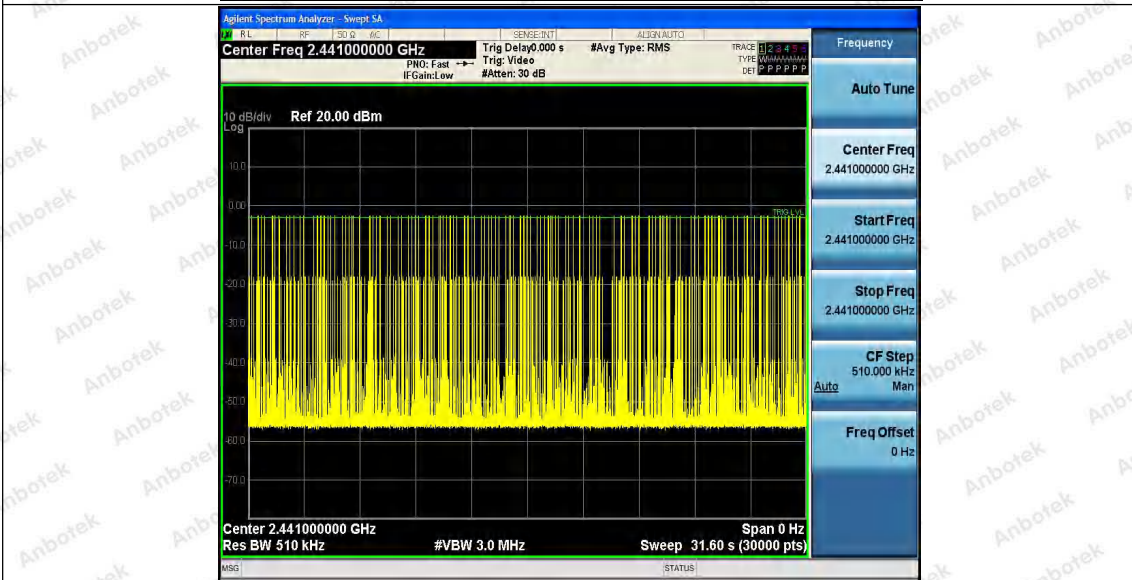 Agilent Spectrum Analyzer - Swept SA
RL RF 50 Ω AC SENSE:INT ALIGNAUTO
Center Freq 2.441000000 GHz
PNO: Fast
IFGain:Low
Trig Delay0.000 s
Trig: Video
#Atten: 30 dB
#Avg Type: RMS
TRACE 1 2 3 4 5 6
TYPE
DET P P P P P P
10 dB/div
Log
Ref 20.00 dBm
10.0
0.00
-10.0
-20.0
-30.0
-40.0
-50.0
-60.0
-70.0
TRIG LVL
Center 2.441000000 GHz
Span 0 Hz
Res BW 510 kHz
#VBW 3.0 MHz
Sweep 31.60 s (30000 pts)
MSG
STATUS
Frequency
Auto Tune
Center Freq
2.441000000 GHz
Start Freq
2.441000000 GHz
Stop Freq
2.441000000 GHz
CF Step
510.000 kHz
Auto Man
Freq Offset
0 Hz
Anbotek